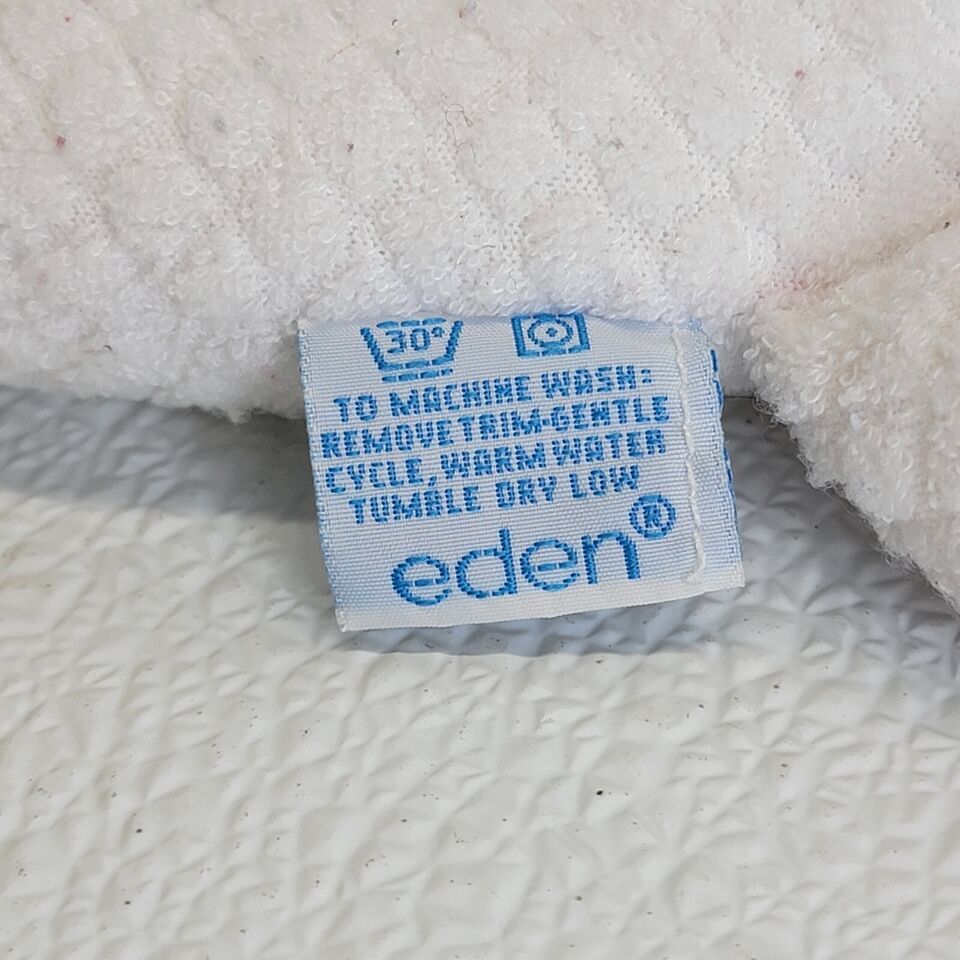 30°
TO MACHINE WASH:
REMOVE TRIM-GENTLE
CYCLE, WARM WATER
TUMBLE DRY LOW
eden®